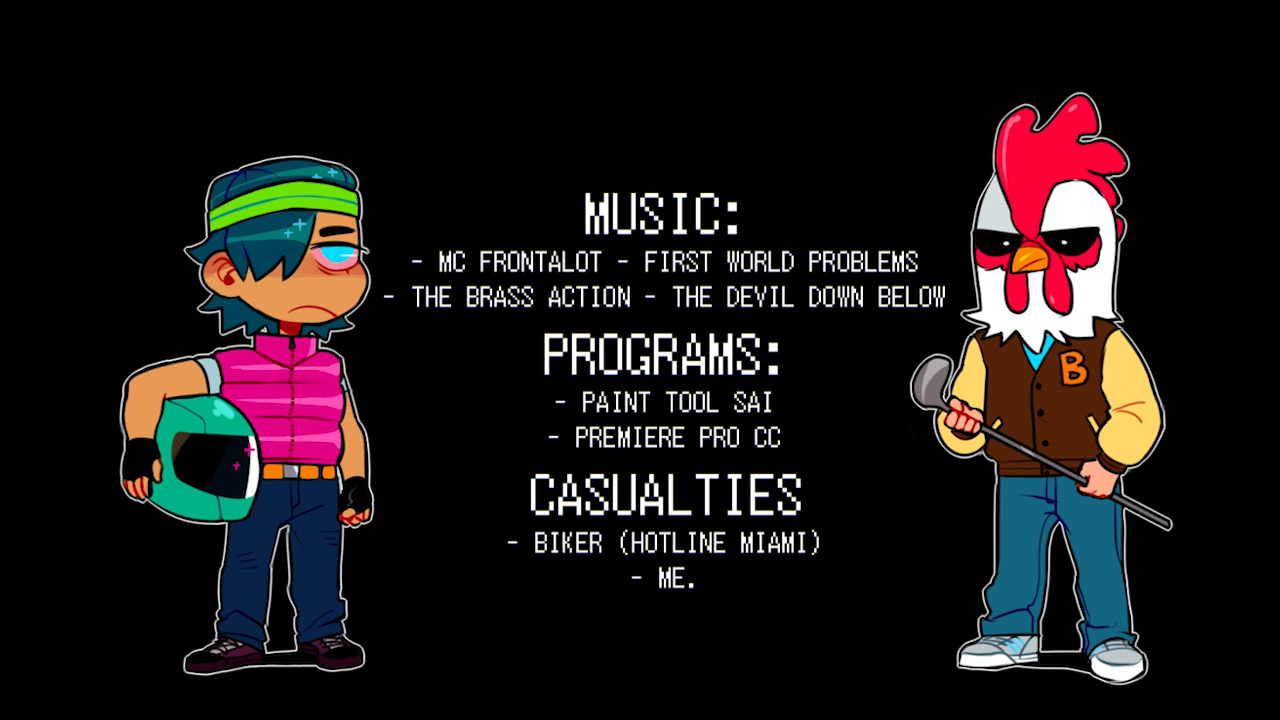 MUSIC:
- MC FRONTALOT - FIRST WORLD PROBLEMS
- THE BRASS ACTION - THE DEVIL DOWN BELOW
PROGRAMS:
- PAINT TOOL SAI
- PREMIERE PRO CC
CASUALTIES
- BIKER (HOTLINE MIAMI)
- ME.
B